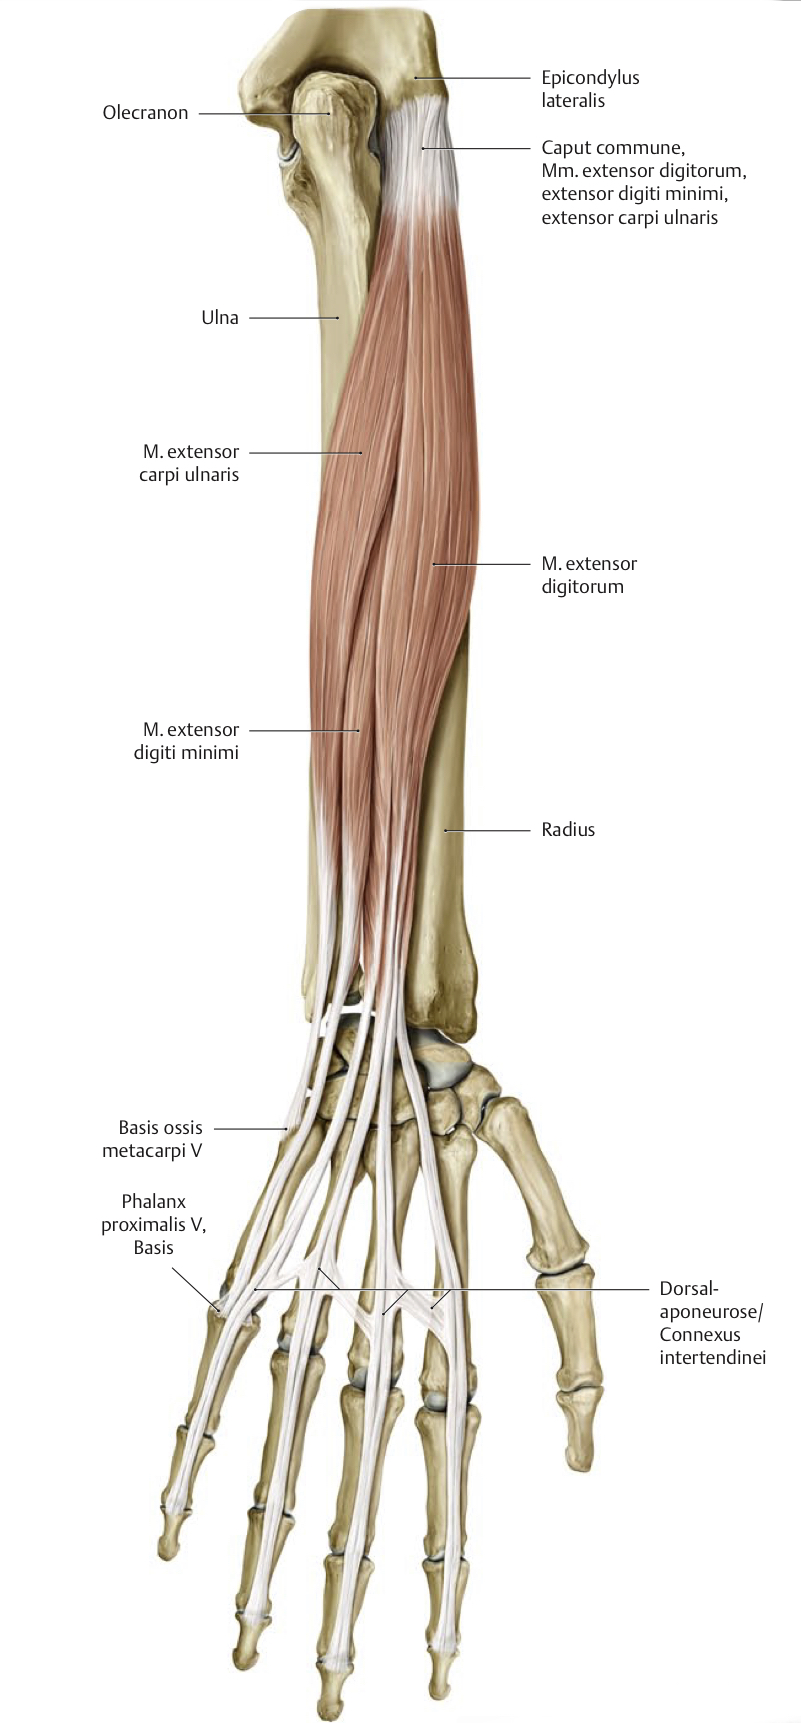 Epicondylus
lateralis
Olecranon
Caput commune,
Mm. extensor digitorum,
extensor digiti minimi,
extensor carpi ulnaris
Ulna
M. extensor
carpi ulnaris
M. extensor
digitorum
M. extensor
digiti minimi
Radius
Basis ossis
metacarpi V
Phalanx
proximalis V,
Basis
Dorsal-
aponeurose/
Connexus
intertendinei